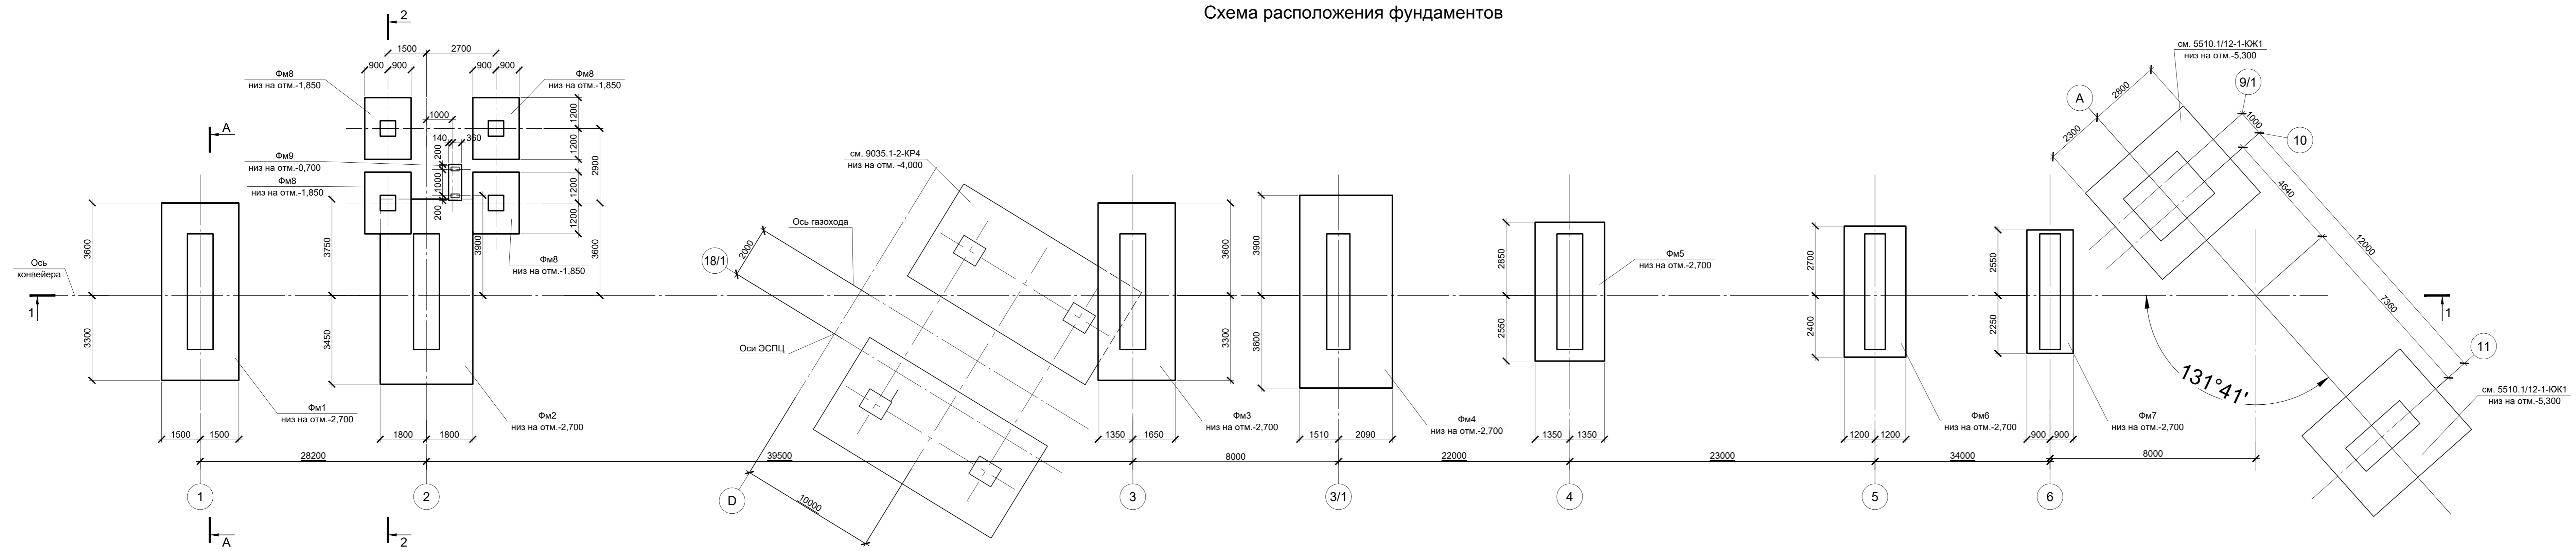 Схема расположения фундаментов
2
1500
2700
900
900
900
900
Фм8
низ на отм.-1,850
Фм8
низ на отм.-1,850
A
1000
140
360
200
1000
200
1200
1200
1200
1200
2900
3600
Фм9
низ на отм.-0,700
Фм8
низ на отм.-1,850
Фм8
низ на отм.-1,850
3600
3300
3750
3450
3900
Ось
конвейера
1
Фм1
низ на отм.-2,700
Фм2
низ на отм.-2,700
1500
1500
1800
1800
28200
39500
1
2
A
2
см. 9035.1-2-КР4
низ на отм. -4,000
Ось газохода
18/1
2000
Оси ЭСПЦ
D
10000
3600
3300
Фм3
низ на отм.-2,700
1350
1650
3
8000
3900
3600
Фм4
низ на отм.-2,700
1510
2090
3/1
22000
2850
2550
Фм5
низ на отм.-2,700
1350
1350
4
23000
2700
2400
Фм6
низ на отм.-2,700
1200
1200
5
34000
2550
2250
Фм7
низ на отм.-2,700
900
900
6
8000
см. 5510.1/12-1-КЖ1
низ на отм.-5,300
A
2800
2300
9/1
1000
10
4640
12000
7360
1
131°41'
11
см. 5510.1/12-1-КЖ1
низ на отм.-5,300